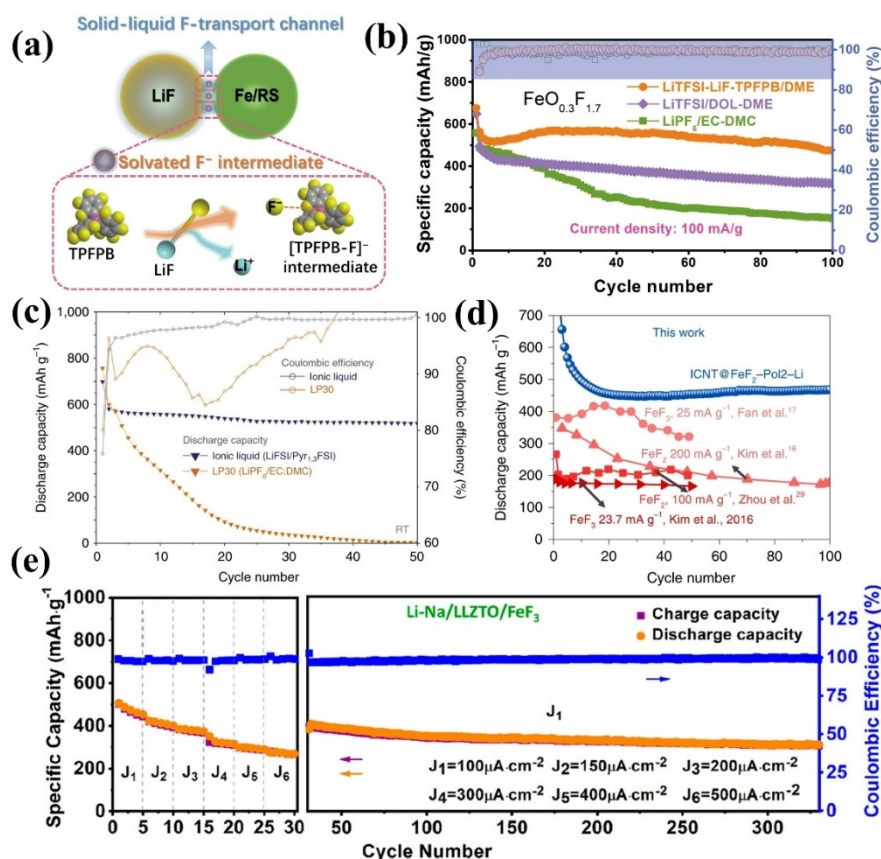 (a)
Solid-liquid F-transport channel
LiF
Fe/RS
Solvated F⁻ intermediate
TPFPB
LiF
Li⁺
F⁻
[TPFPB-F]⁻
intermediate
(b)
Specific capacity (mAh/g)
1000
800
600
400
200
0
FeO₀.₃F₁.₇
LiTFSI-LiF-TPFPB/DME
LiTFSI/DOL-DME
LiPF₆/EC-DMC
Current density: 100 mA/g
100
80
60
40
20
0
Coulombic efficiency (%)
0 20 40 60 80 100
Cycle number
(c)
Discharge capacity (mAh g⁻¹)
1,000
800
600
400
200
0
Coulombic efficiency
Ionic liquid
LP30
Discharge capacity
Ionic liquid (LiFSI/Pyr₁,₃FSI)
LP30 (LiPF₆/EC:DMC)
RT
100
90
80
70
60
Coulombic efficiency (%)
0 10 20 30 40 50
Cycle number
(d)
Discharge capacity (mAh g⁻¹)
700
600
500
400
300
200
100
0
This work
ICNT@FeF₂–Pol2–Li
FeF₃, 25 mA g⁻¹, Fan et al.¹⁷
FeF₂ 200 mA g⁻¹, Kim et al.¹⁶
FeF₂, 100 mA g⁻¹, Zhou et al.²⁹
FeF₃ 23.7 mA g⁻¹, Kim et al., 2016
0 20 40 60 80 100
Cycle number
(e)
Specific Capacity (mAh·g⁻¹)
1000
800
600
400
200
0
J₁ J₂ J₃ J₄ J₅ J₆
0 5 10 15 20 25 30
Li-Na/LLZTO/FeF₃
Charge capacity
Discharge capacity
J₁
J₁=100μA·cm⁻² J₂=150μA·cm⁻² J₃=200μA·cm⁻²
J₄=300μA·cm⁻² J₅=400μA·cm⁻² J₆=500μA·cm⁻²
50 100 150 200 250 300
125
100
75
50
25
0
Coulombic Efficiency (%)
Cycle Number